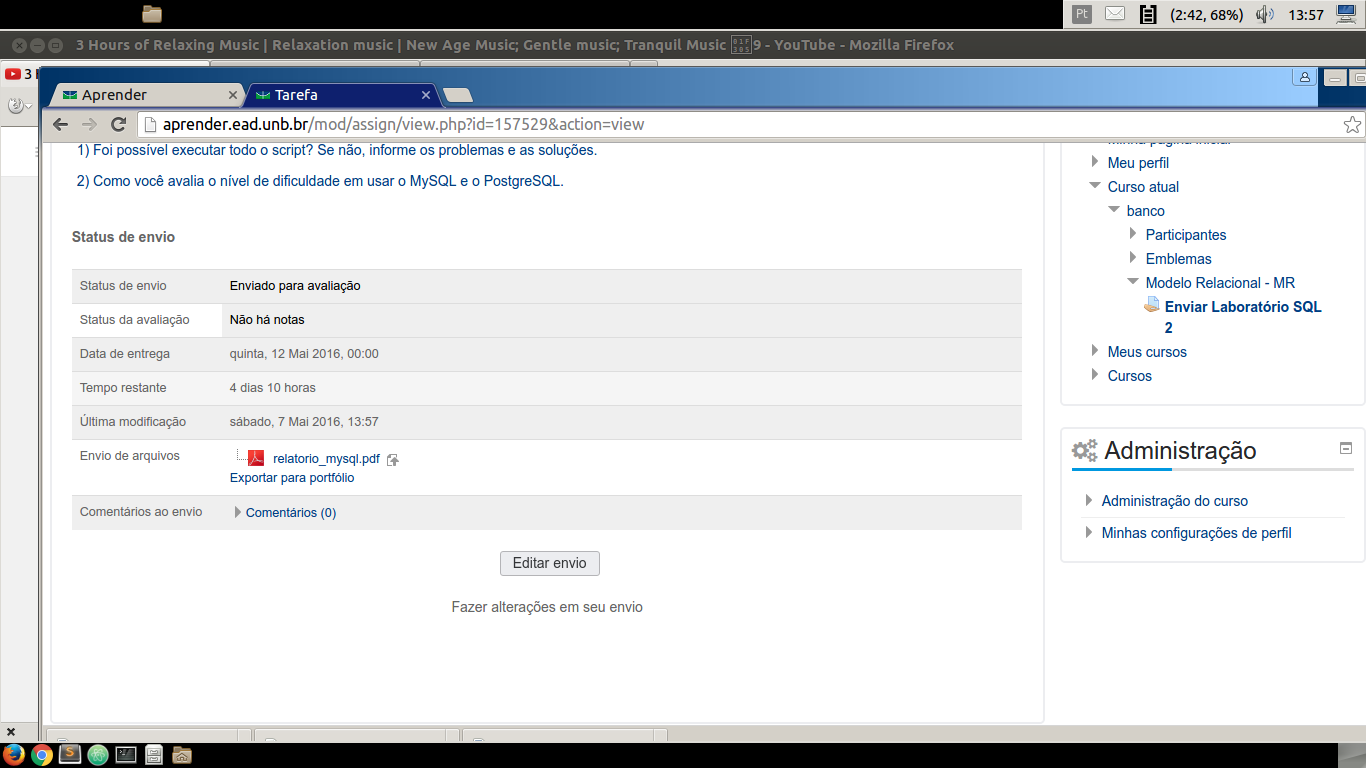 Pt
(2:42, 68%)
13:57
3 Hours of Relaxing Music | Relaxation music | New Age Music; Gentle music; Tranquil Music 01F3B59 - YouTube - Mozilla Firefox
3
Aprender
Tarefa
aprender.ead.unb.br/mod/assign/view.php?id=157529&action=view
1) Foi possível executar todo o script? Se não, informe os problemas e as soluções.
2) Como você avalia o nível de dificuldade em usar o MySQL e o PostgreSQL.
Status de envio
Status de envio Enviado para avaliação
Status da avaliação Não há notas
Data de entrega quinta, 12 Mai 2016, 00:00
Tempo restante 4 dias 10 horas
Última modificação sábado, 7 Mai 2016, 13:57
Envio de arquivos relatorio_mysql.pdf
Exportar para portfólio
Comentários ao envio Comentários (0)
Editar envio
Fazer alterações em seu envio
Minha página inicial
Meu perfil
Curso atual
banco
Participantes
Emblemas
Modelo Relacional - MR
Enviar Laboratório SQL
2
Meus cursos
Cursos
Administração
Administração do curso
Minhas configurações de perfil